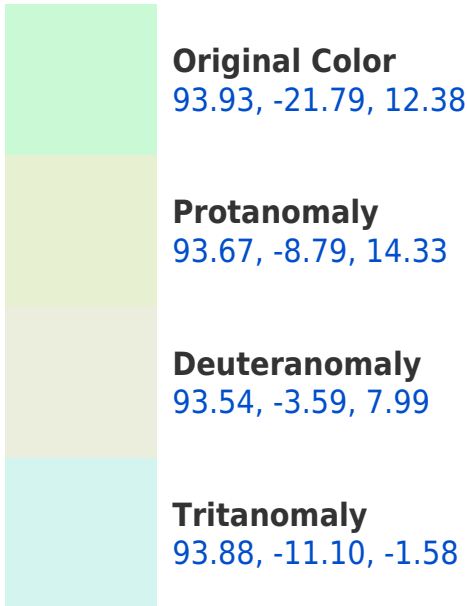 Original Color
93.93, -21.79, 12.38
Protanomaly
93.67, -8.79, 14.33
Deuteranomaly
93.54, -3.59, 7.99
Tritanomaly
93.88, -11.10, -1.58